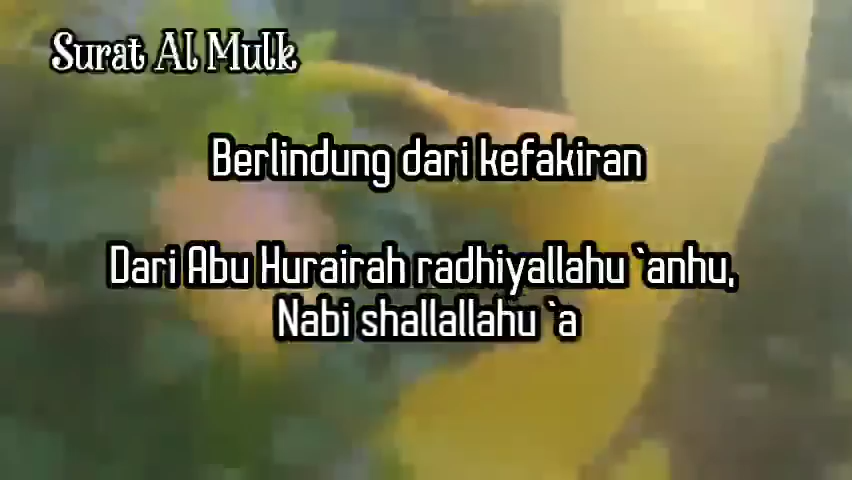 Surat Al Mulk
Berlindung dari kefakiran
Dari Abu Hurairah radhiyallahu `anhu,
Nabi shallallahu `a